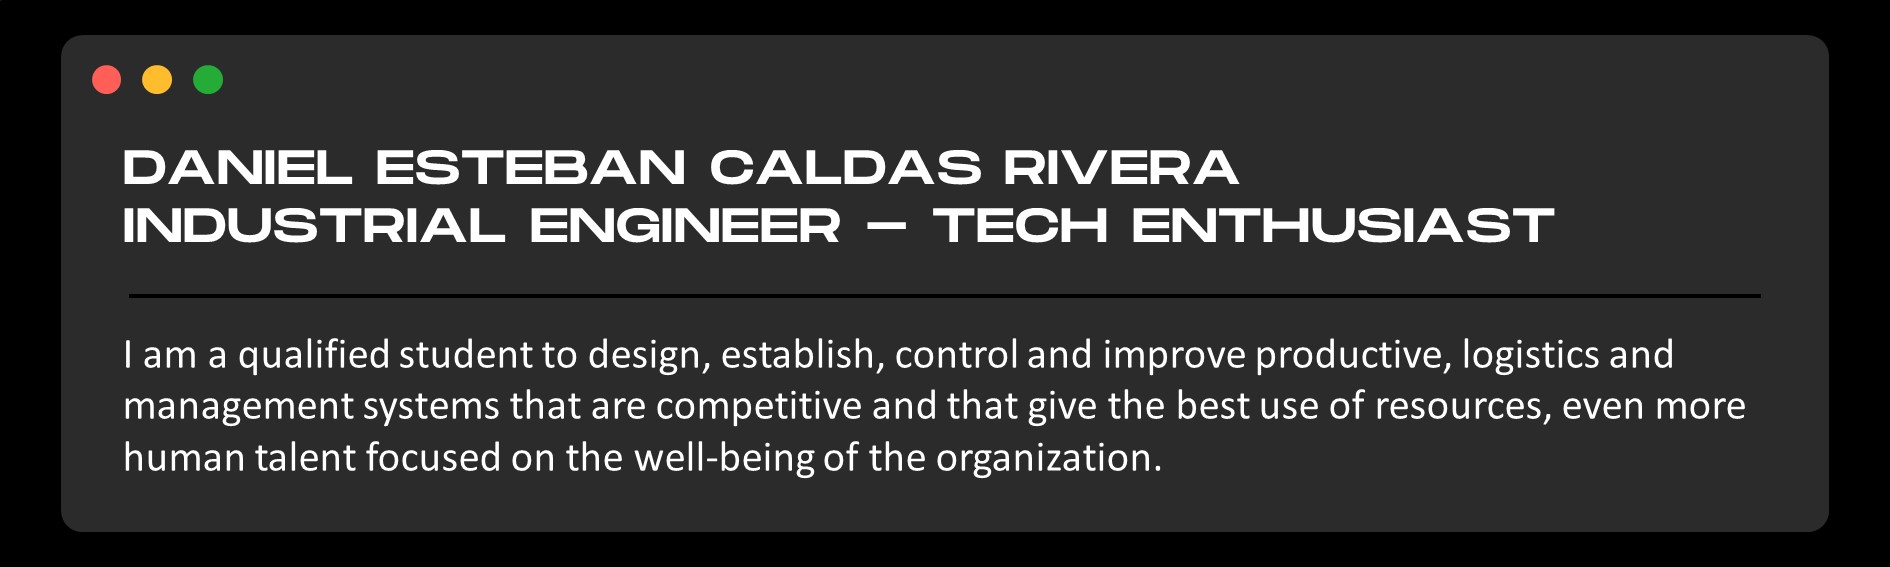 DANIEL ESTEBAN CALDAS RIVERA
INDUSTRIAL ENGINEER – TECH ENTHUSIAST
I am a qualified student to design, establish, control and improve productive, logistics and
management systems that are competitive and that give the best use of resources, even more
human talent focused on the well-being of the organization.